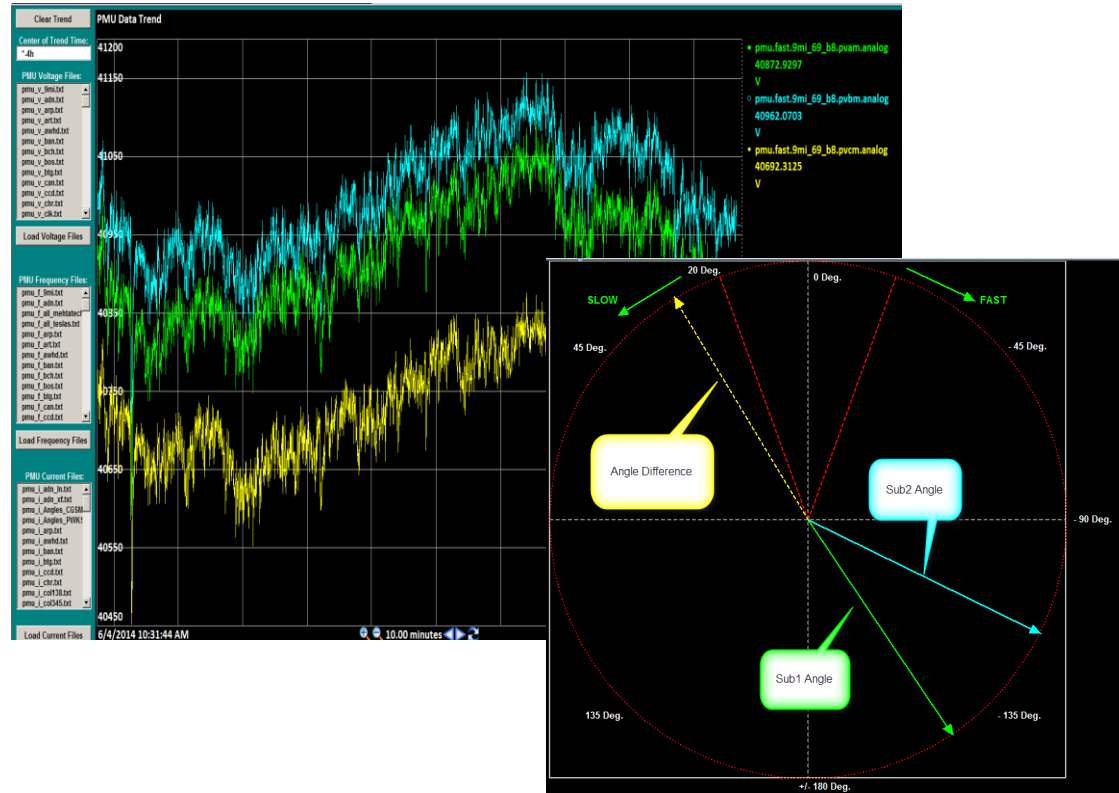 Clear Trend
PMU Data Trend
Center of Trend Time:
*-4h
PMU Voltage Files:
pmu_v_9mi.txt
pmu_v_adn.txt
pmu_v_arp.txt
pmu_v_art.txt
pmu_v_awhd.txt
pmu_v_ban.txt
pmu_v_bch.txt
pmu_v_bos.txt
pmu_v_btg.txt
pmu_v_can.txt
pmu_v_ccd.txt
pmu_v_chr.txt
pmu_v_clk.txt
Load Voltage Files
PMU Frequency Files:
pmu_f_9mi.txt
pmu_f_adn.txt
pmu_f_all_mehtatecl
pmu_f_all_teslas.txt
pmu_f_arp.txt
pmu_f_art.txt
pmu_f_awhd.txt
pmu_f_ban.txt
pmu_f_bch.txt
pmu_f_bos.txt
pmu_f_btg.txt
pmu_f_can.txt
pmu_f_ccd.txt
Load Frequency Files
PMU Current Files:
pmu_i_adn_ln.txt
pmu_i_adn_xf.txt
pmu_i_Angles_CGSM
pmu_i_Angles_PWKS
pmu_i_arp.txt
pmu_i_awhd.txt
pmu_i_ban.txt
pmu_i_btg.txt
pmu_i_ccd.txt
pmu_i_chr.txt
pmu_i_col138.txt
pmu_i_col345.txt
Load Current Files
41200
41150
41050
40950
40850
40750
40650
40550
40450
6/4/2014 10:31:44 AM
10.00 minutes
pmu.fast.9mi_69_b8.pvam.analog
40872.9297
V
pmu.fast.9mi_69_b8.pvbm.analog
40962.0703
V
pmu.fast.9mi_69_b8.pvcm.analog
40692.3125
V
20 Deg.
0 Deg.
SLOW
FAST
45 Deg.
- 45 Deg.
Angle Difference
Sub2 Angle
- 90 Deg.
Sub1 Angle
135 Deg.
- 135 Deg.
+/- 180 Deg.